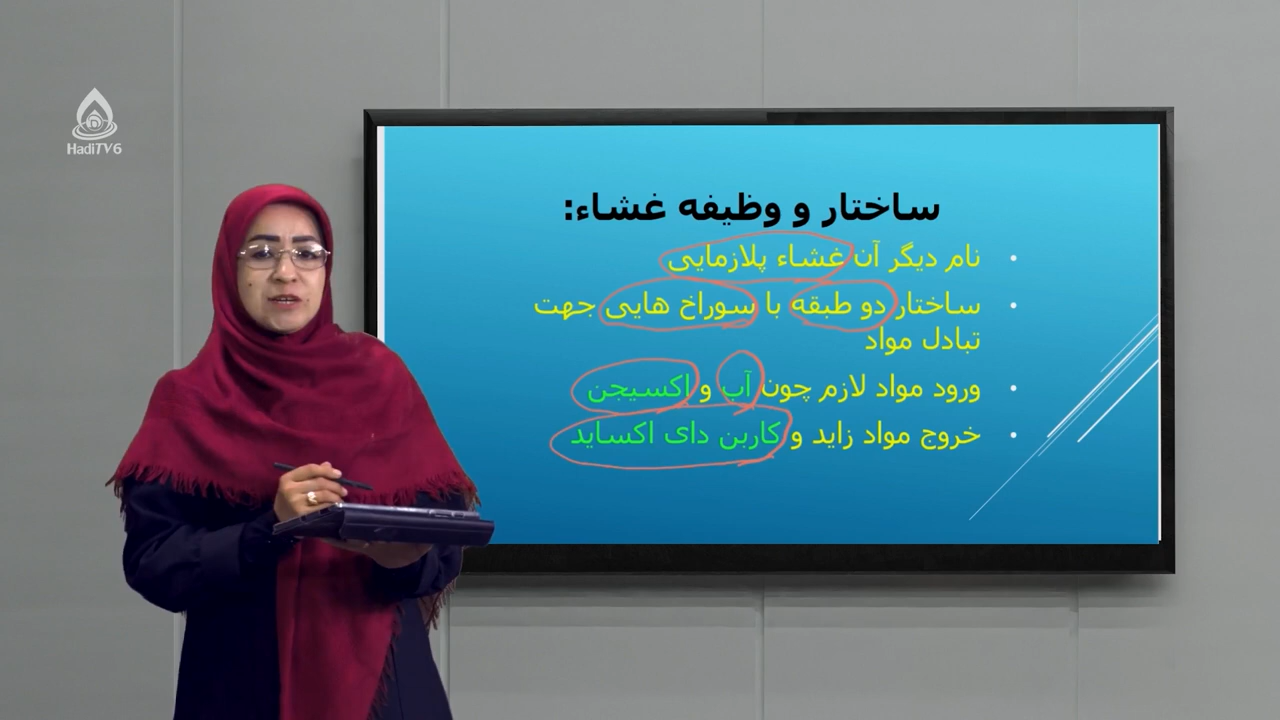 HadiTV6
ساختار و وظیفه غشاء:
نام دیگر آن غشاء پلازمایی
ساختار دو طبقه با سوراخ هایی جهت
تبادل مواد
ورود مواد لازم چون آب و اکسیجن
خروج مواد زاید و کاربن دای اکساید